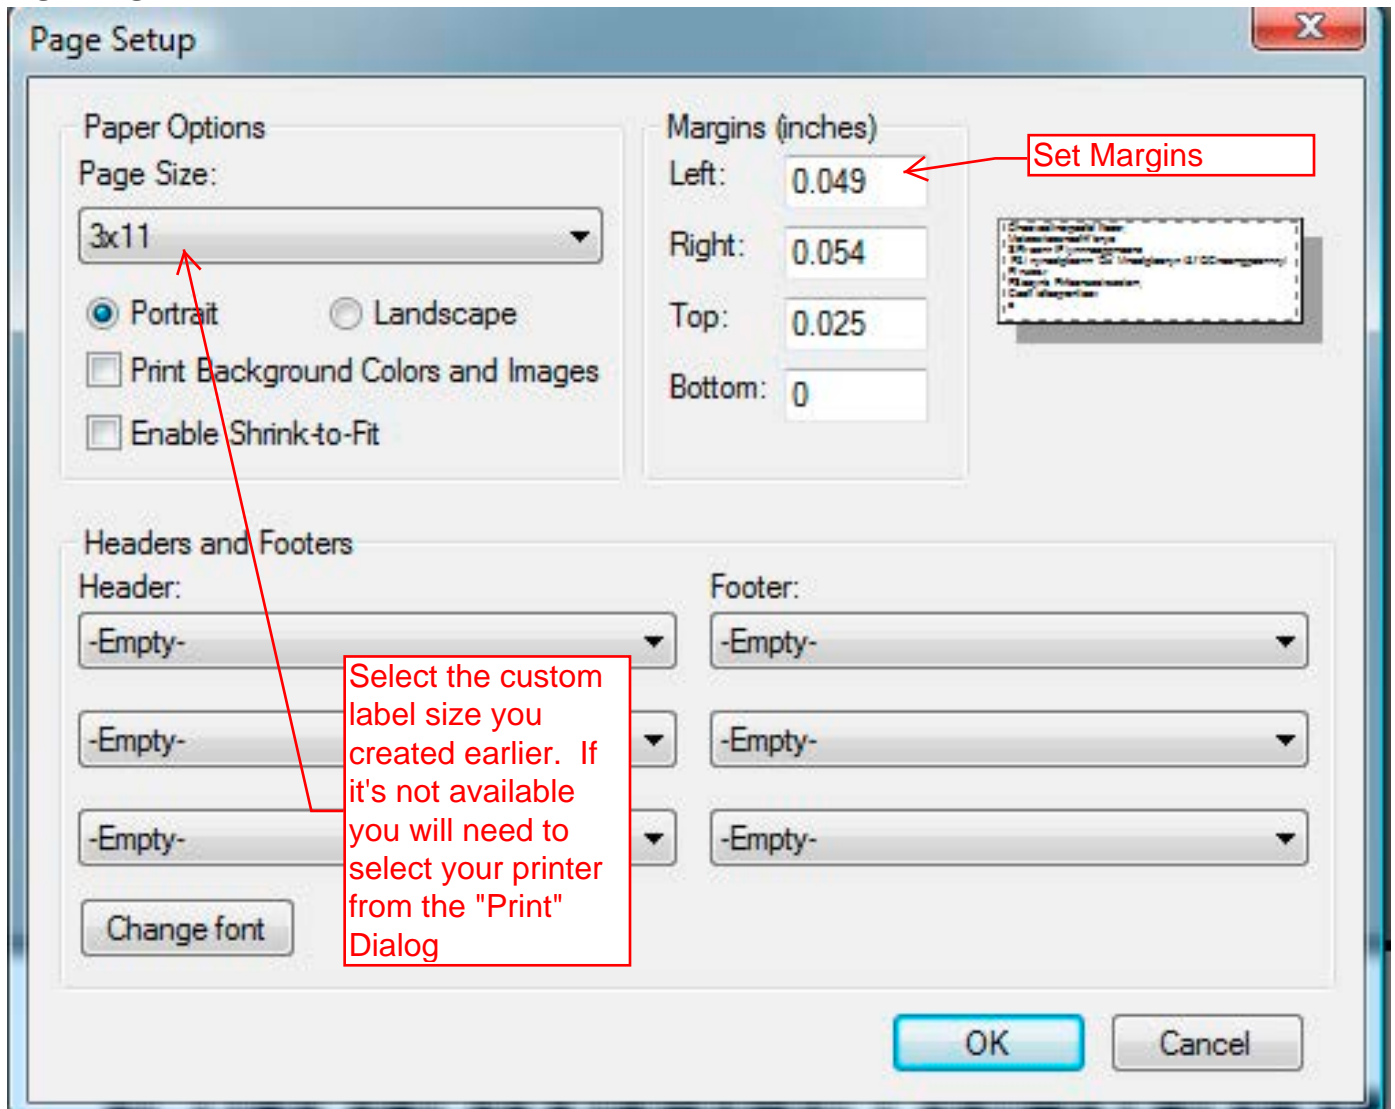 Page Setup
Paper Options
Page Size:
3x11
Portrait
Landscape
Print Background Colors and Images
Enable Shrink-to-Fit
Margins (inches)
Left: 0.049
Right: 0.054
Top: 0.025
Bottom: 0
Set Margins
Headers and Footers
Header:
-Empty-
-Empty-
-Empty-
Footer:
-Empty-
-Empty-
-Empty-
Select the custom
label size you
created earlier. If
it's not available
you will need to
select your printer
from the "Print"
Dialog
Change font
OK
Cancel